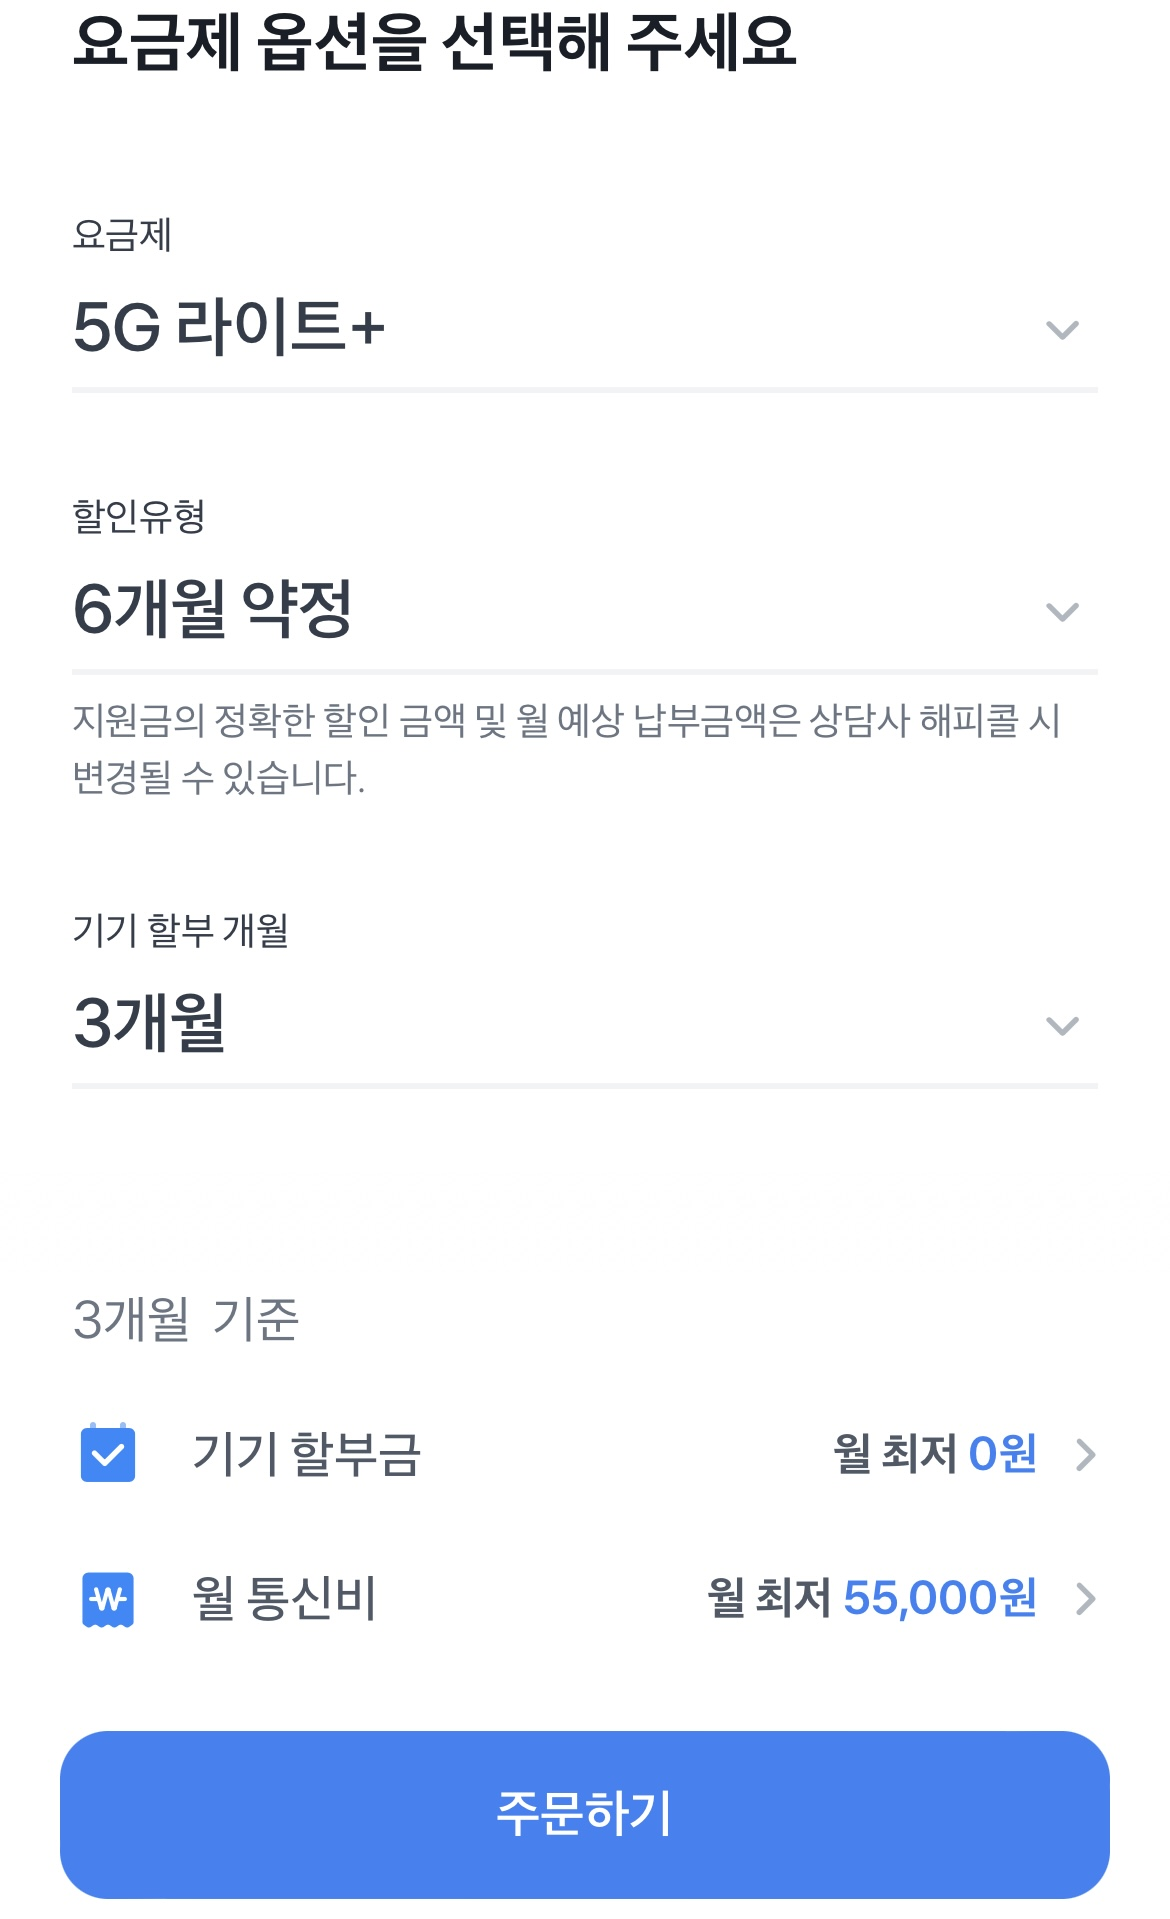 요금제 옵션을 선택해 주세요
요금제
5G 라이트+
할인유형
6개월 약정
지원금의 정확한 할인 금액 및 월 예상 납부금액은 상담사 해피콜 시
변경될 수 있습니다.
기기 할부 개월
3개월
3개월 기준
기기 할부금 월 최저 0원
월 통신비 월 최저 55,000원
주문하기